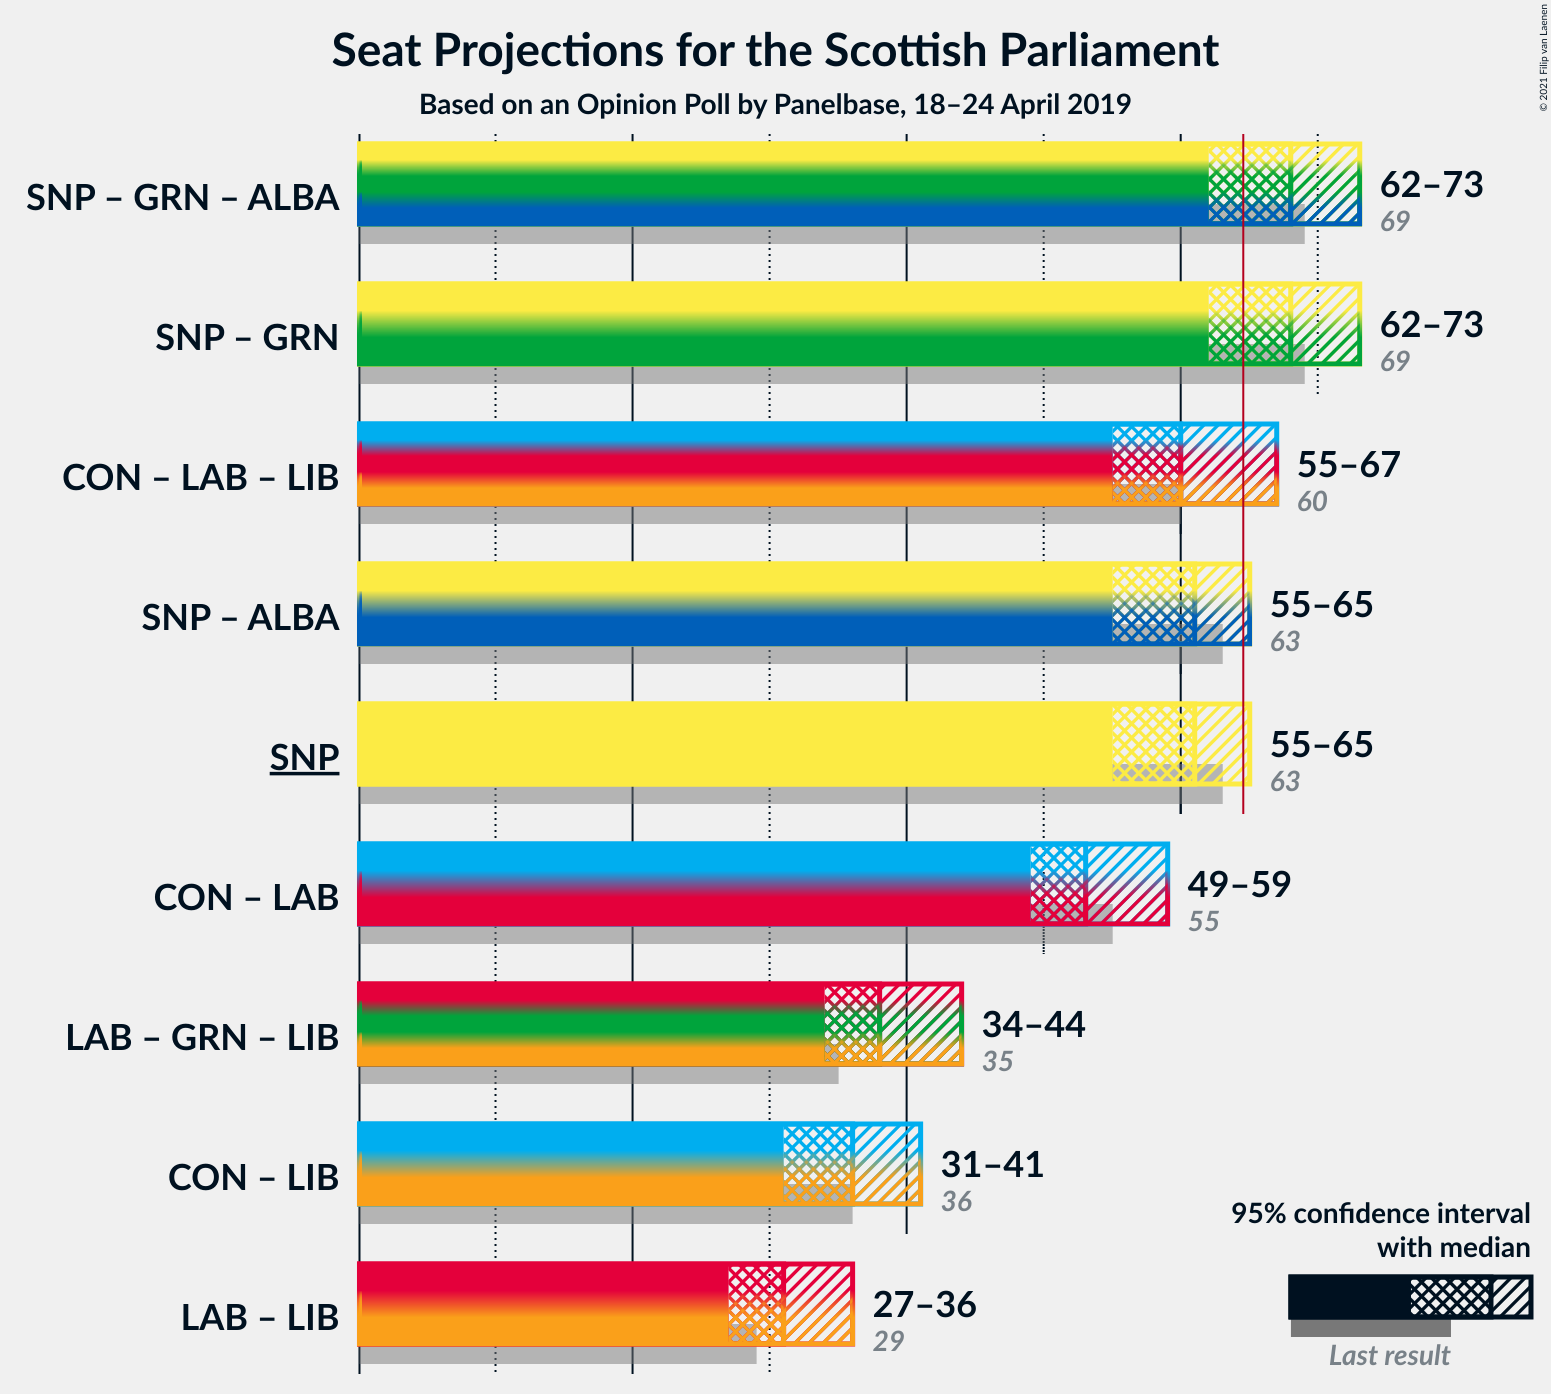 Seat Projections for the Scottish Parliament
Based on an Opinion Poll by Panelbase, 18–24 April 2019
© 2021 Filip van Laenen
SNP – GRN – ALBA
62–73
69
SNP – GRN
62–73
69
CON – LAB – LIB
55–67
60
SNP – ALBA
55–65
63
SNP
55–65
63
CON – LAB
49–59
55
LAB – GRN – LIB
34–44
35
CON – LIB
31–41
36
LAB – LIB
27–36
29
95% confidence interval
with median
Last result